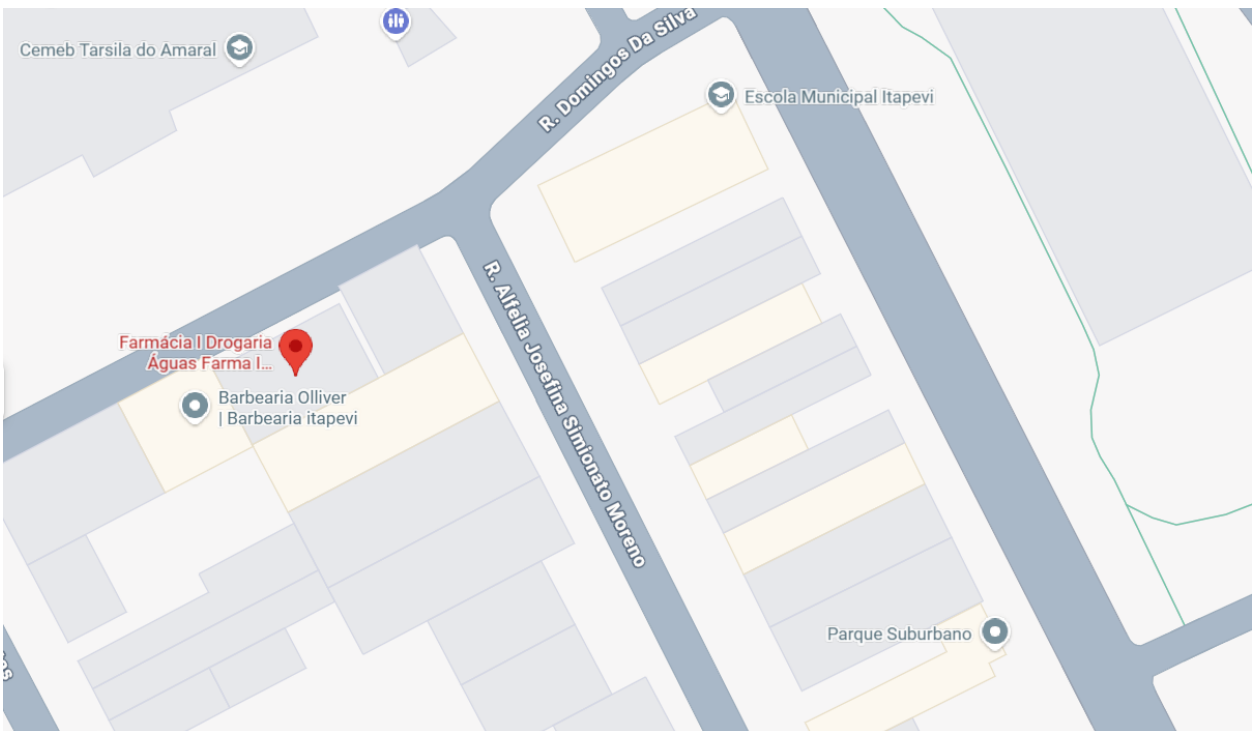 Cemeb Tarsila do Amaral
R. Domingos Da Silva
Escola Municipal Itapevi
R. Alfelia Josefina Simionato Moreno
Farmácia I Drogaria
Águas Farma I...
Barbearia Olliver
| Barbearia itapevi
Parque Suburbano